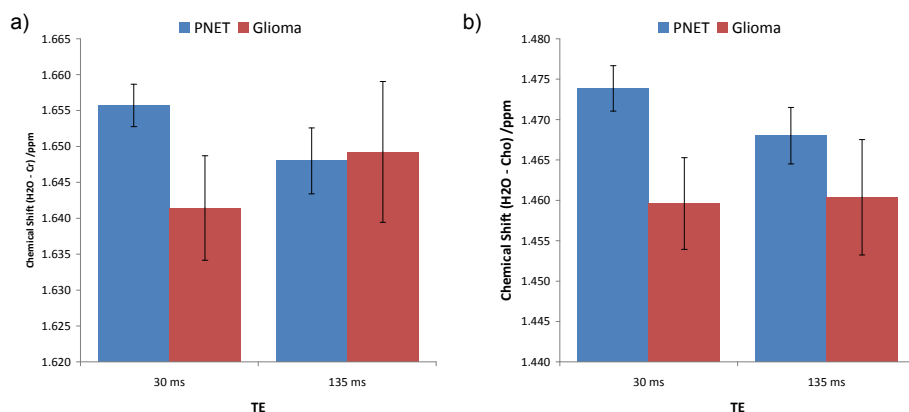 a)
PNET Glioma
Chemical Shift (H2O - Cr) /ppm
1.665
1.660
1.655
1.650
1.645
1.640
1.635
1.630
1.625
1.620
30 ms 135 ms
TE
b)
PNET Glioma
Chemical Shift (H2O - Cho) /ppm
1.480
1.475
1.470
1.465
1.460
1.455
1.450
1.445
1.440
30 ms 135 ms
TE